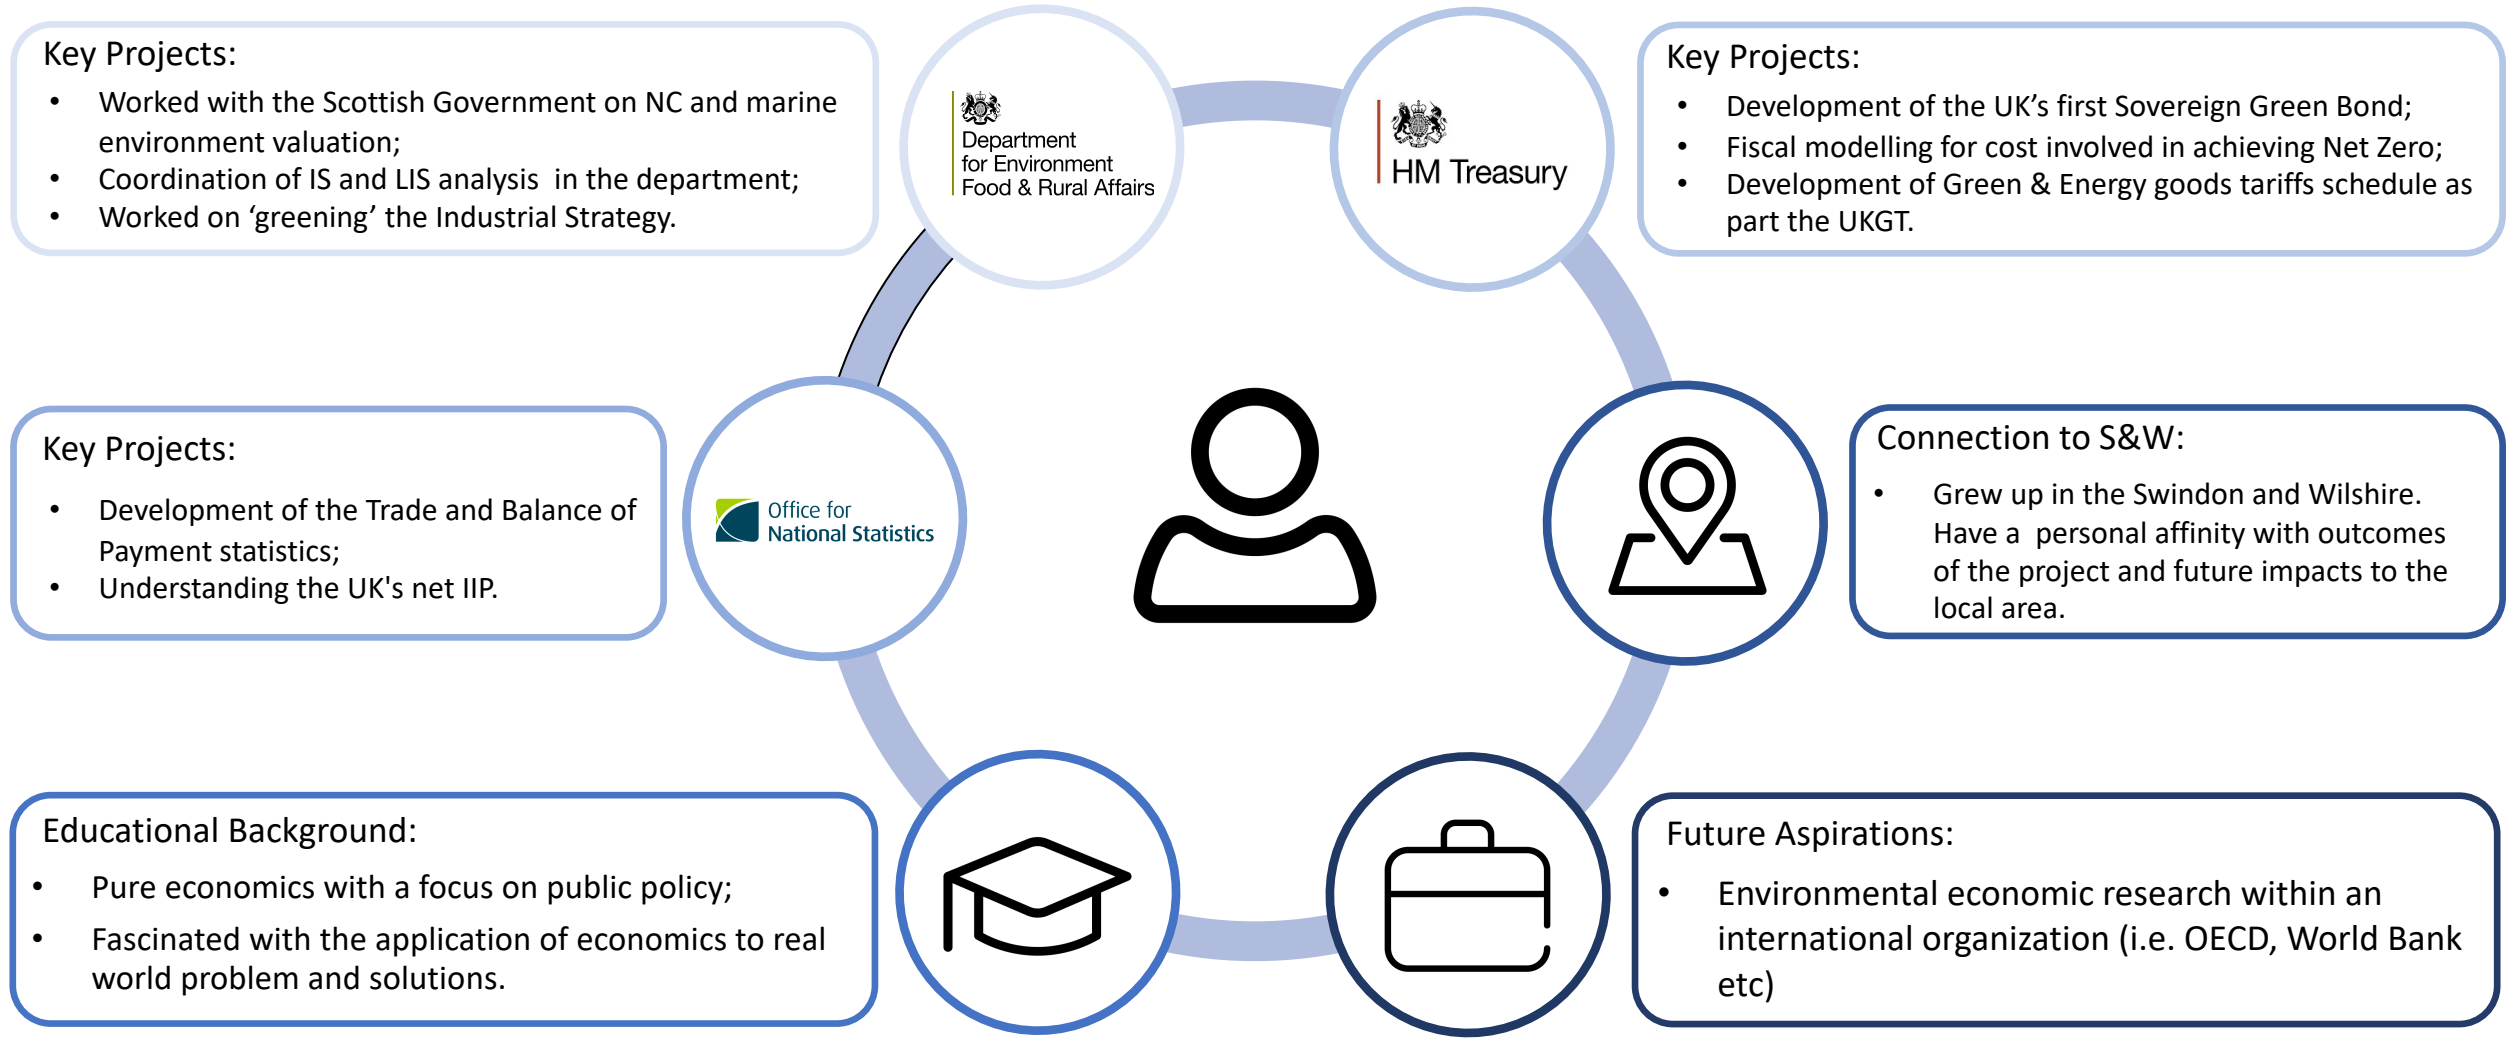 Key Projects:
• Worked with the Scottish Government on NC and marine
environment valuation;
• Coordination of IS and LIS analysis in the department;
• Worked on ‘greening’ the Industrial Strategy.
Department
for Environment
Food & Rural Affairs
HM Treasury
Key Projects:
• Development of the UK’s first Sovereign Green Bond;
• Fiscal modelling for cost involved in achieving Net Zero;
• Development of Green & Energy goods tariffs schedule as
part the UKGT.
Key Projects:
• Development of the Trade and Balance of
Payment statistics;
• Understanding the UK's net IIP.
Office for
National Statistics
Connection to S&W:
• Grew up in the Swindon and Wilshire.
Have a personal affinity with outcomes
of the project and future impacts to the
local area.
Educational Background:
• Pure economics with a focus on public policy;
• Fascinated with the application of economics to real
world problem and solutions.
Future Aspirations:
• Environmental economic research within an
international organization (i.e. OECD, World Bank
etc)